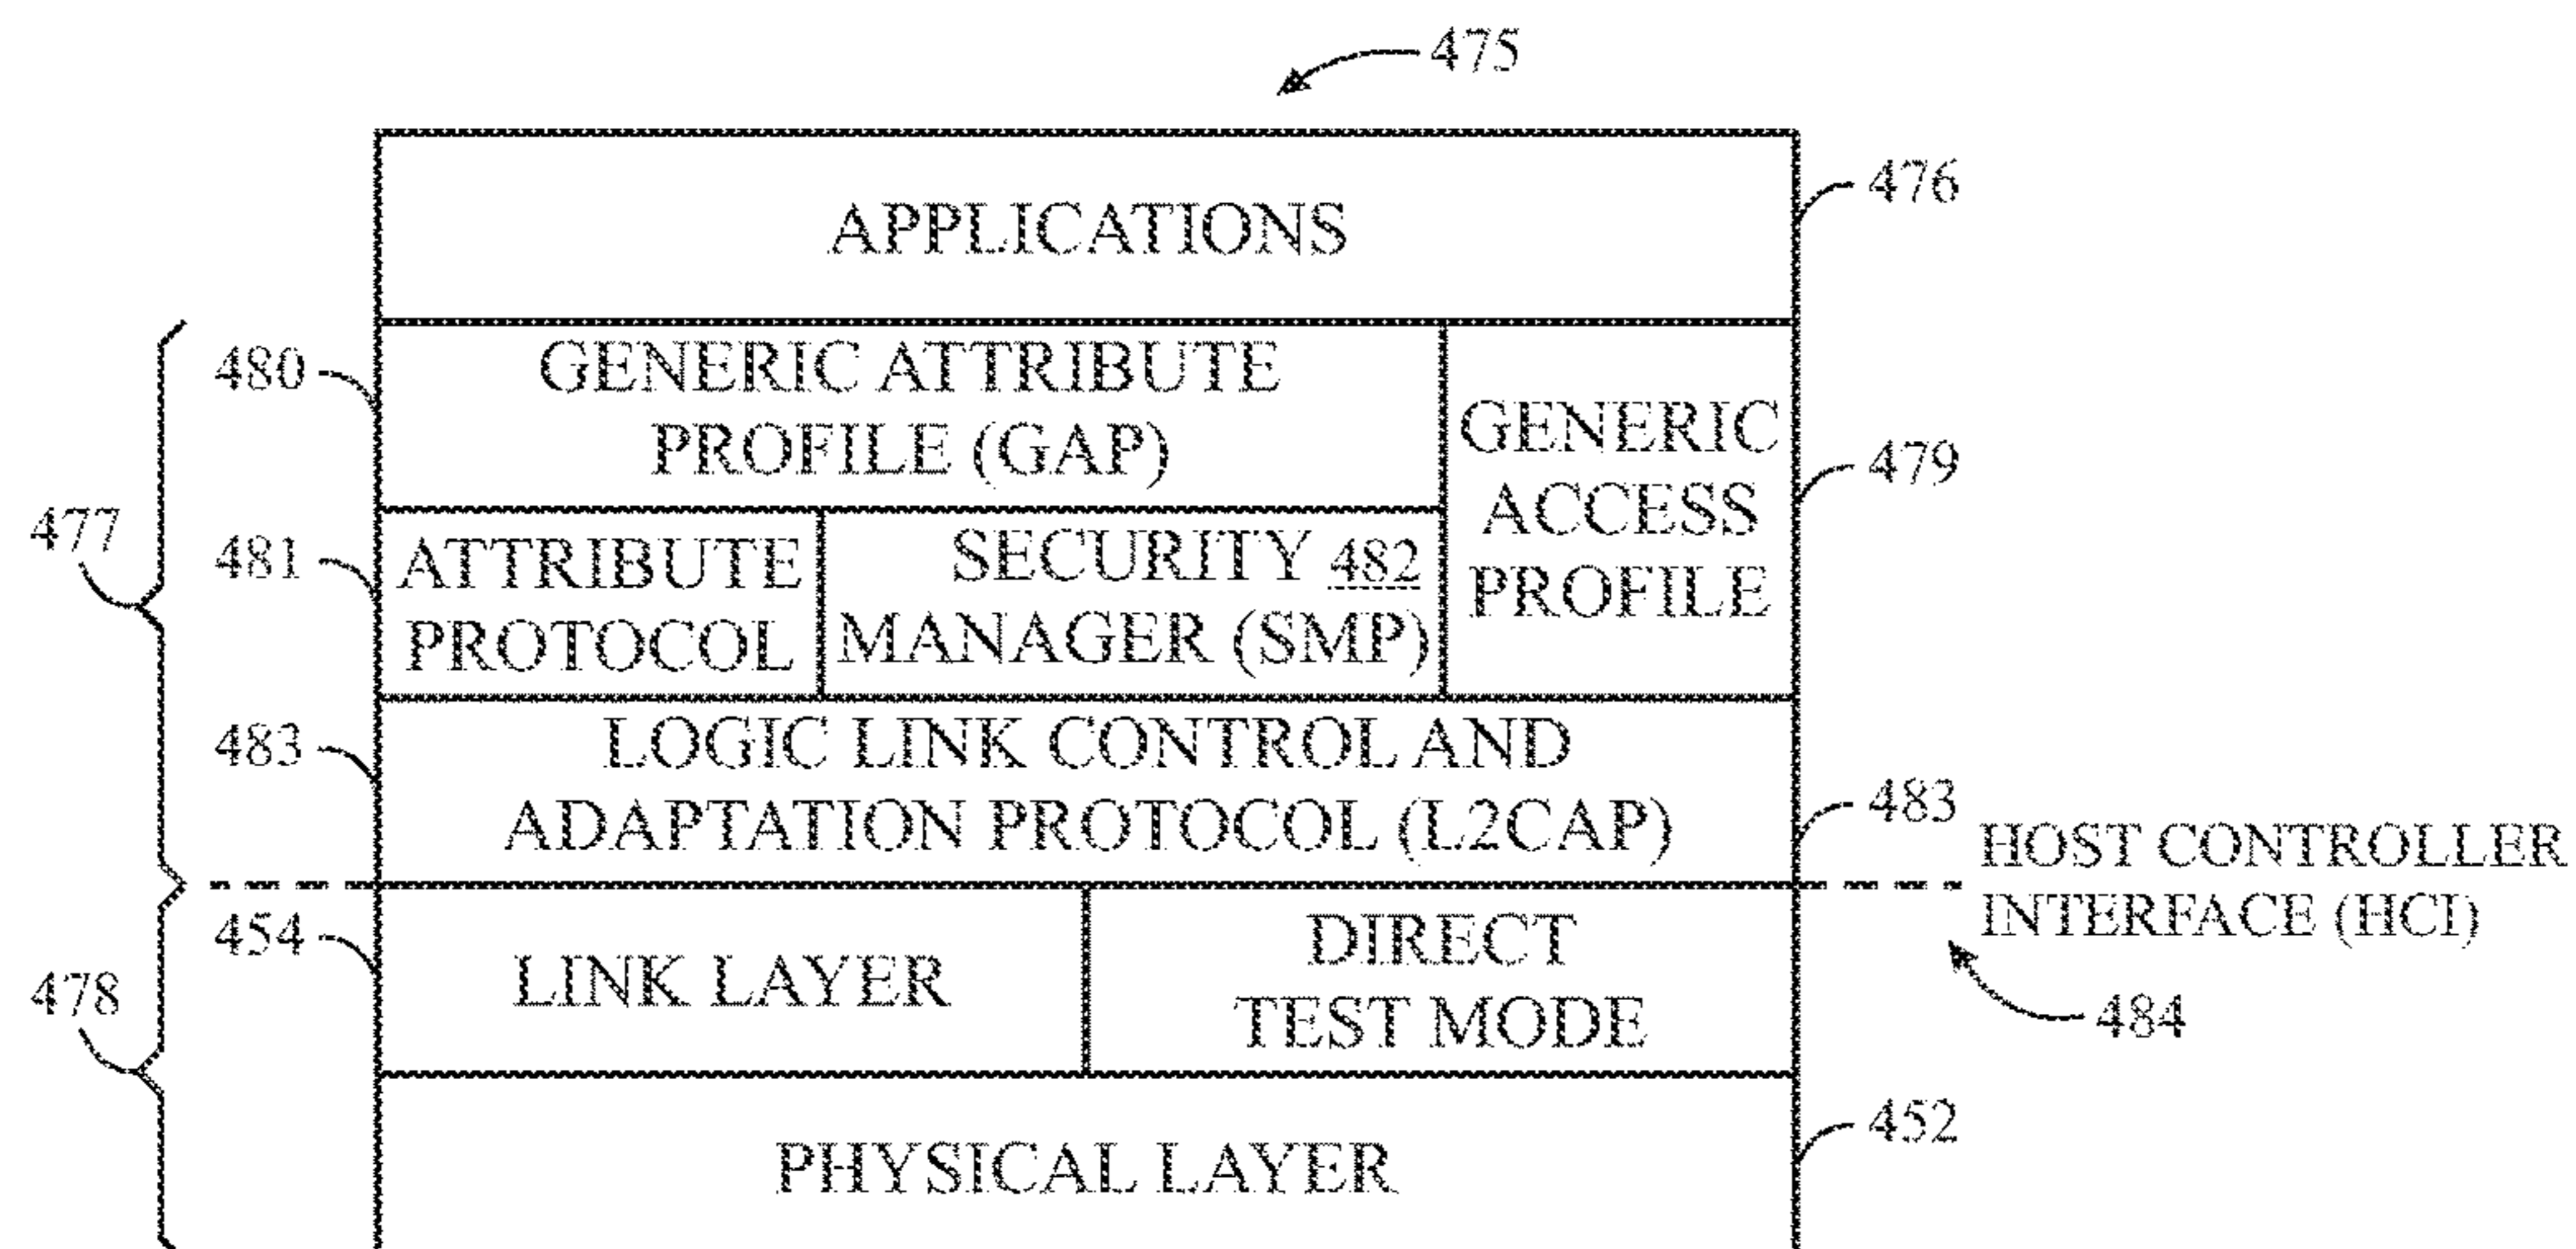 475
APPLICATIONS
476
480
GENERIC ATTRIBUTE
PROFILE (GAP)
GENERIC
ACCESS
PROFILE
479
477
481
ATTRIBUTE
PROTOCOL
SECURITY 482
MANAGER (SMP)
483
LOGIC LINK CONTROL AND
ADAPTATION PROTOCOL (L2CAP)
483
HOST CONTROLLER
INTERFACE (HCI)
484
454
LINK LAYER
DIRECT
TEST MODE
478
PHYSICAL LAYER
452